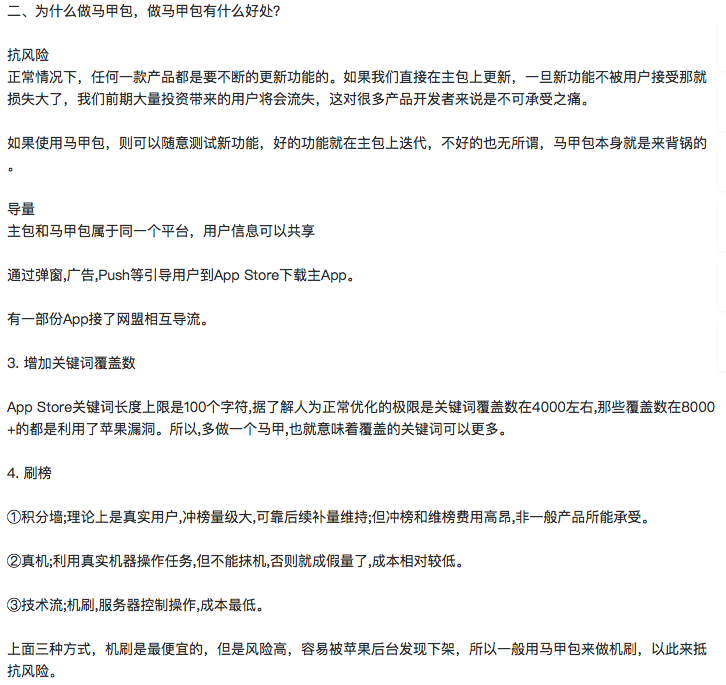 二、为什么做马甲包，做马甲包有什么好处?
抗风险
正常情况下，任何一款产品都是要不断的更新功能的。如果我们直接在主包上更新，一旦新功能不被用户接受那就
损失大了，我们前期大量投资带来的用户将会流失，这对很多产品开发者来说是不可承受之痛。
如果使用马甲包，则可以随意测试新功能，好的功能就在主包上迭代，不好的也无所谓，马甲包本身就是来背锅的
。
导量
主包和马甲包属于同一个平台，用户信息可以共享
通过弹窗,广告,Push等引导用户到App Store下载主App。
有一部份App接了网盟相互导流。
3. 增加关键词覆盖数
App Store关键词长度上限是100个字符,据了解人为正常优化的极限是关键词覆盖数在4000左右,那些覆盖数在8000
+的都是利用了苹果漏洞。所以,多做一个马甲,也就意味着覆盖的关键词可以更多。
4. 刷榜
①积分墙;理论上是真实用户,冲榜量级大,可靠后续补量维持;但冲榜和维榜费用高昂,非一般产品所能承受。
②真机;利用真实机器操作任务,但不能抹机,否则就成假量了,成本相对较低。
③技术流;机刷,服务器控制操作,成本最低。
上面三种方式，机刷是最便宜的，但是风险高，容易被苹果后台发现下架，所以一般用马甲包来做机刷，以此来抵
抗风险。